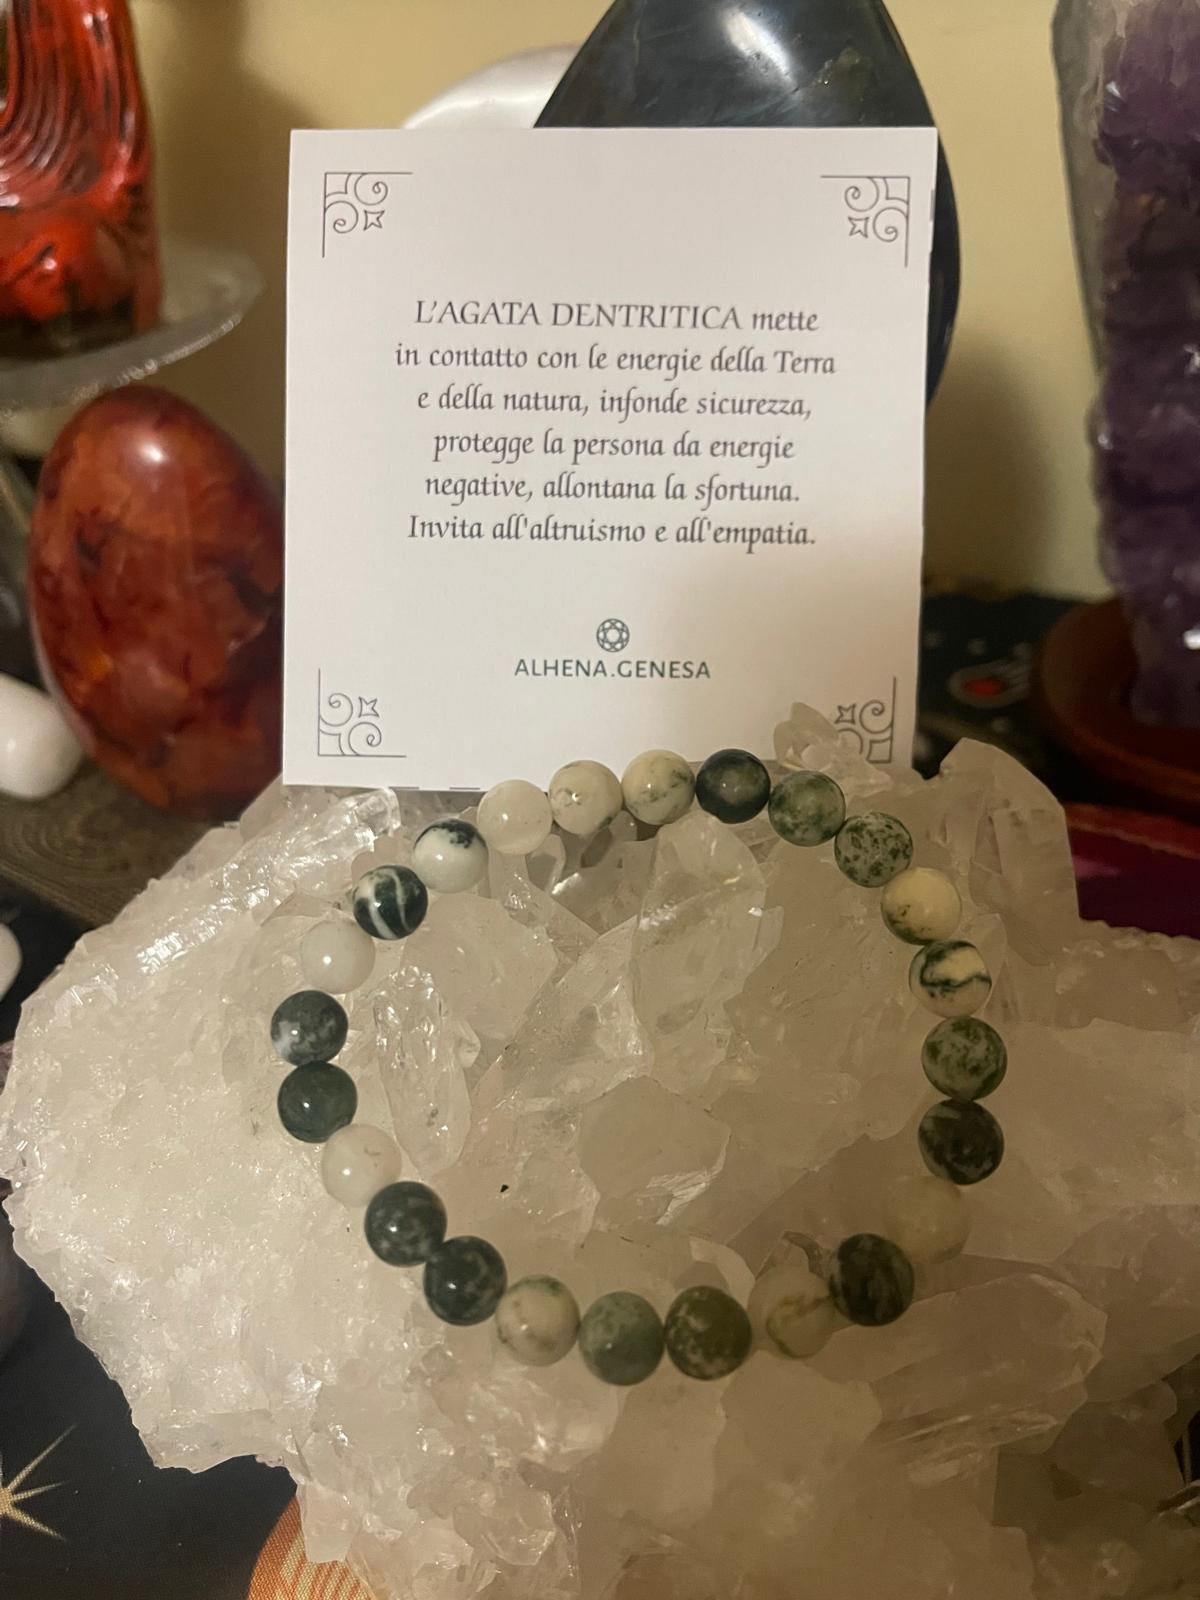 L'AGATA DENTRITICA mette
in contatto con le energie della Terra
e della natura, infonde sicurezza,
protegge la persona da energie
negative, allontana la sfortuna.
Invita all'altruismo e all'empatia.
ALHENA.GENESA